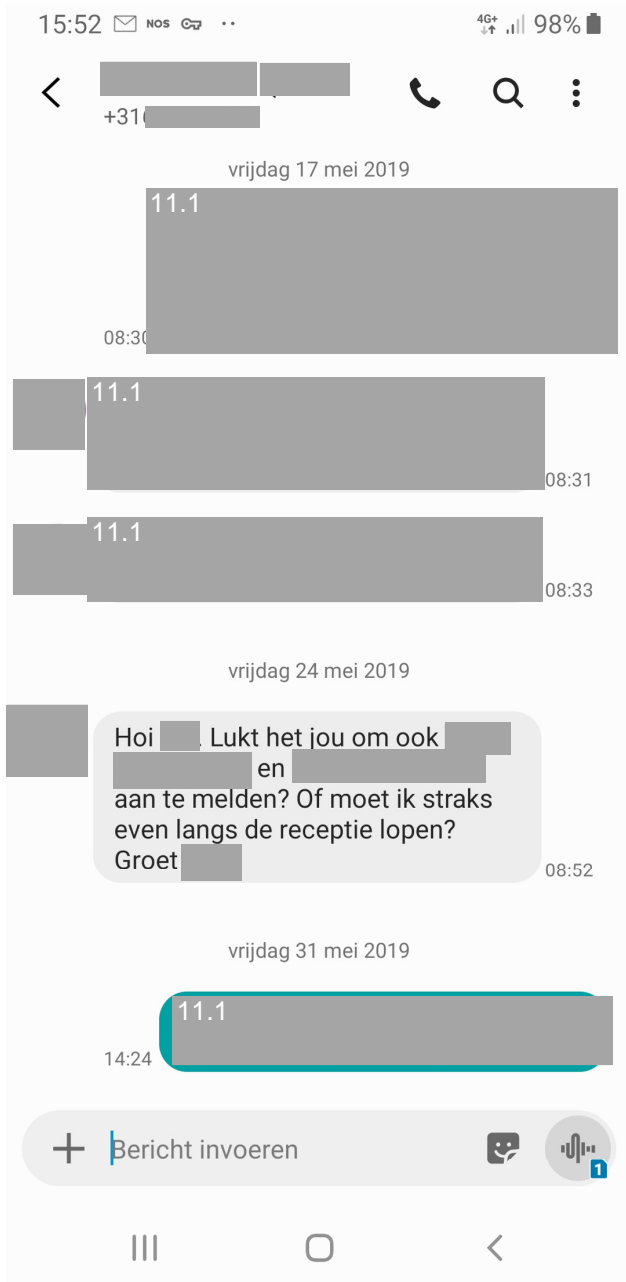 15:52 NOS 4G+ 98%
+31
vrijdag 17 mei 2019
11.1
08:30
11.1
08:31
11.1
08:33
vrijdag 24 mei 2019
Hoi . Lukt het jou om ook
en
aan te melden? Of moet ik straks
even langs de receptie lopen?
Groet
08:52
vrijdag 31 mei 2019
11.1
14:24
Bericht invoeren
1